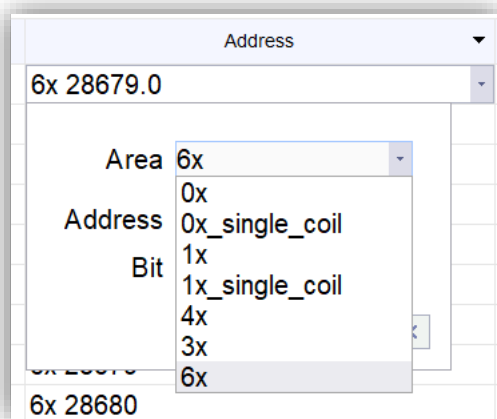 Address
6x 28679.0
Area 6x
0x
Address 0x_single_coil
1x
Bit 1x_single_coil
4x
3x
6x
6x 28680